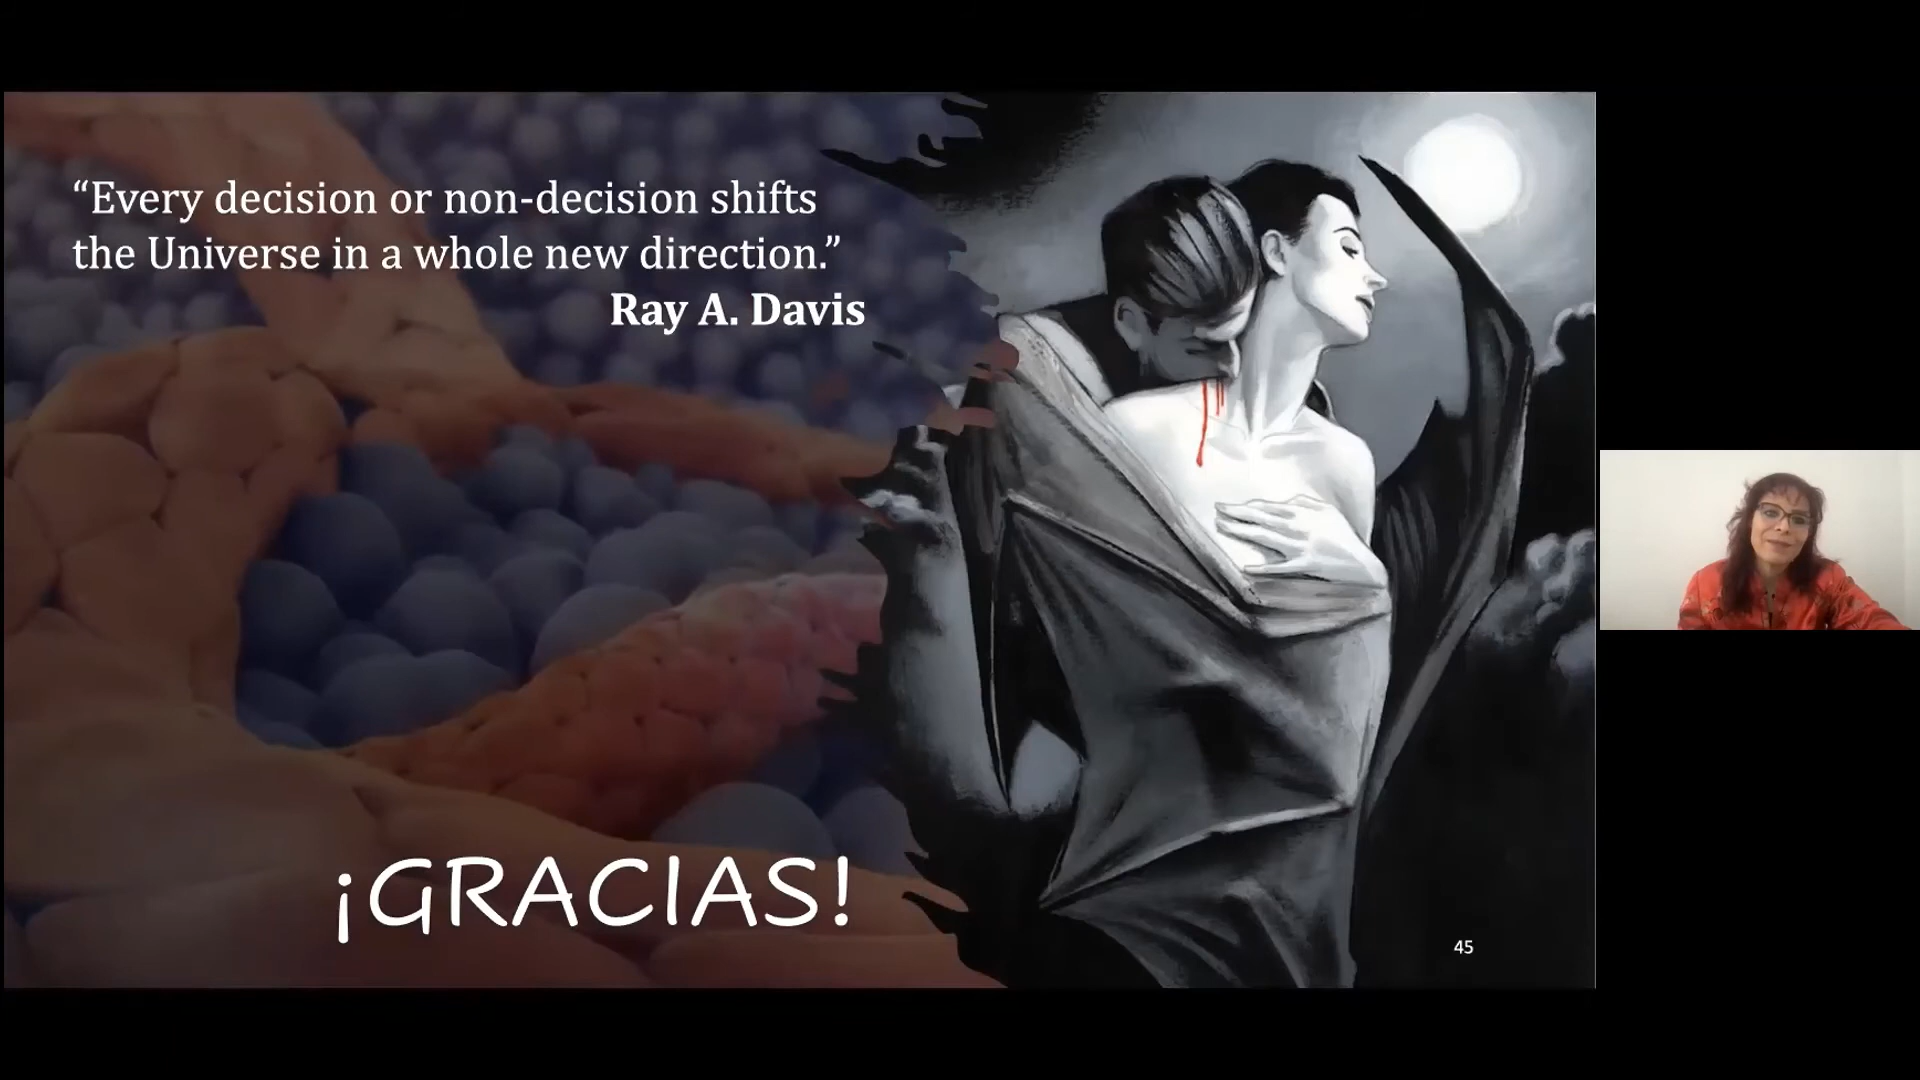 “Every decision or non-decision shifts
the Universe in a whole new direction.”
Ray A. Davis
¡GRACIAS!
45